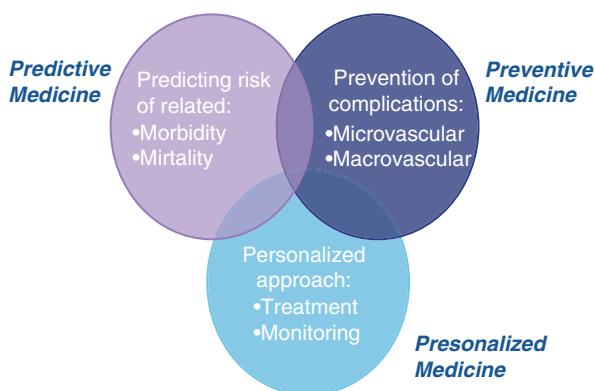 Predictive
Medicine
Predicting risk
of related:
•Morbidity
•Mirtality
Prevention of
complications:
•Microvascular
•Macrovascular
Preventive
Medicine
Personalized
approach:
•Treatment
•Monitoring
Presonalized
Medicine